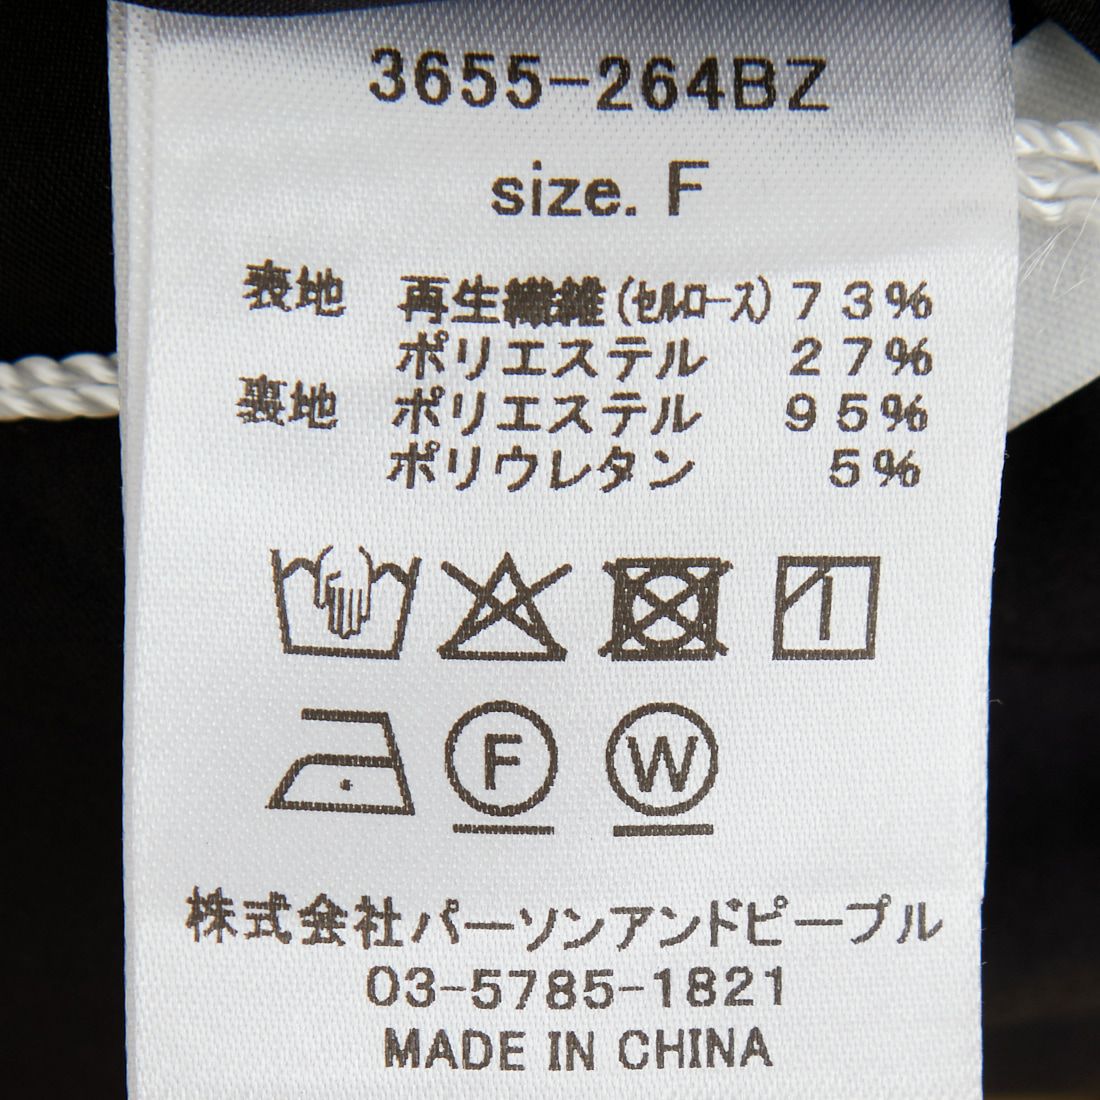 3655-264BZ
size. F
表地 再生繊維(セルロース) 73%
ポリエステル 27%
裏地 ポリエステル 95%
ポリウレタン 5%
F
W
株式会社パーソンアンドピープル
03-5785-1821
MADE IN CHINA